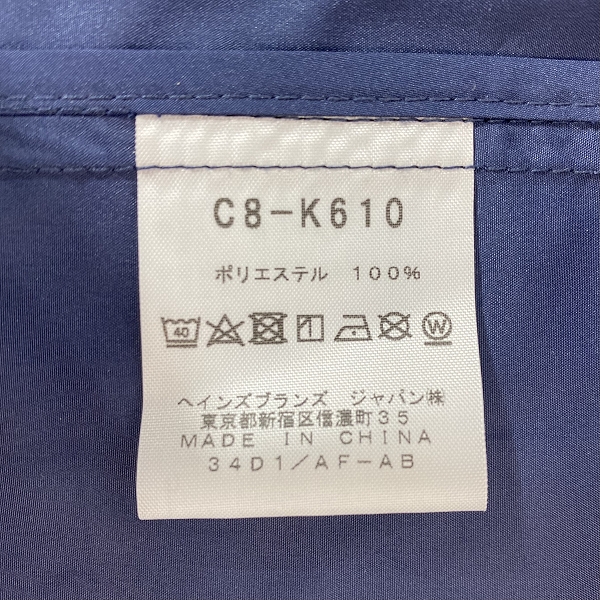 C8-K610
ポリエステル 100%
40 W
ヘインズブランズ ジャパン㈱
東京都新宿区信濃町35
MADE IN CHINA
34D1/AF-AB